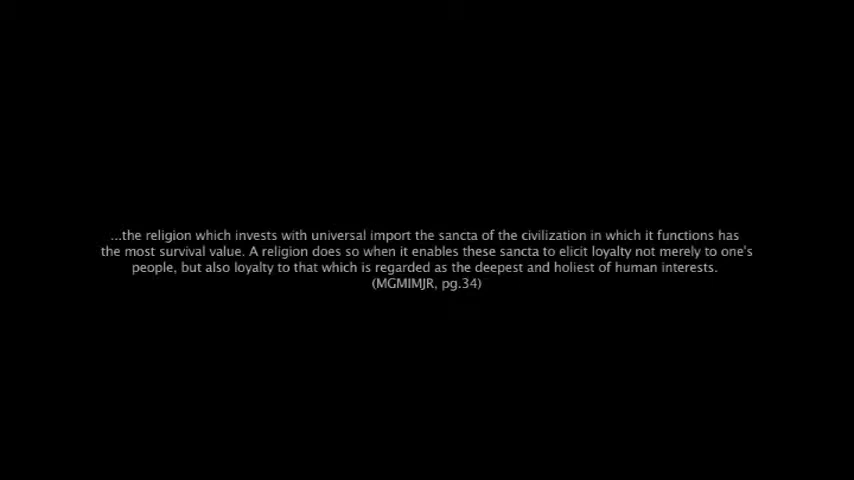 ...the religion which invests with universal import the sancta of the civilization in which it functions has
the most survival value. A religion does so when it enables these sancta to elicit loyalty not merely to one's
people, but also loyalty to that which is regarded as the deepest and holiest of human interests.
(MGMIMJR, pg.34)